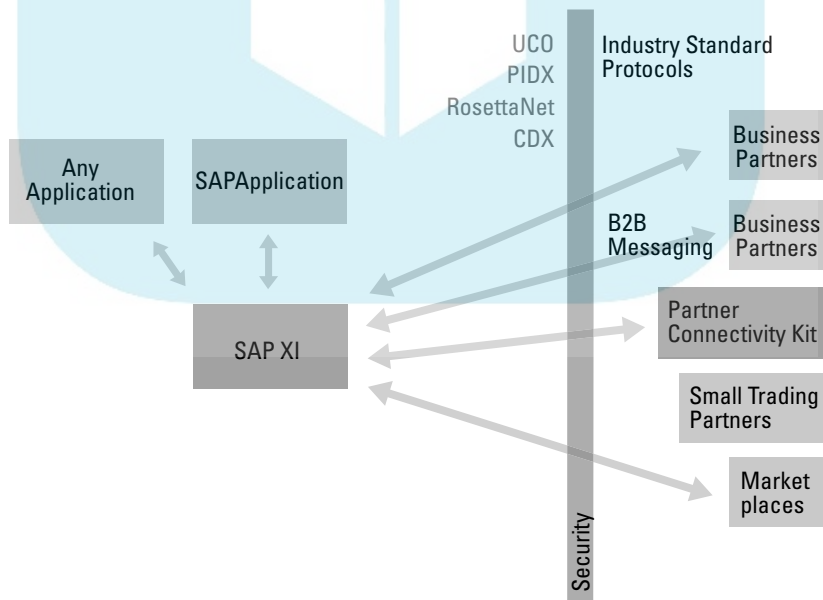 UCO
PIDX
RosettaNet
CDX
Industry Standard
Protocols
Any
Application
SAPApplication
Business
Partners
B2B
Messaging
Business
Partners
SAP XI
Partner
Connectivity Kit
Small Trading
Partners
Market
places
Security